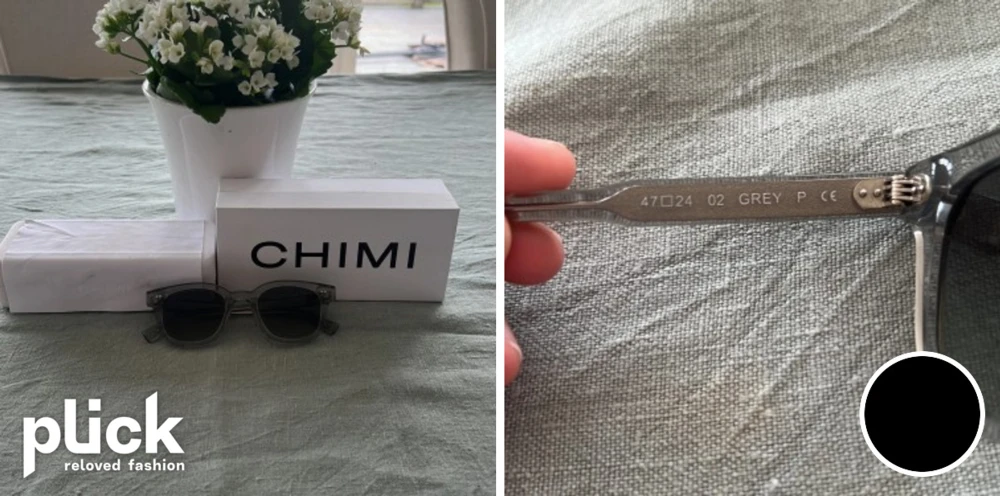 CHIMI
plick
reloved fashion
47□24 02 GREY P CE